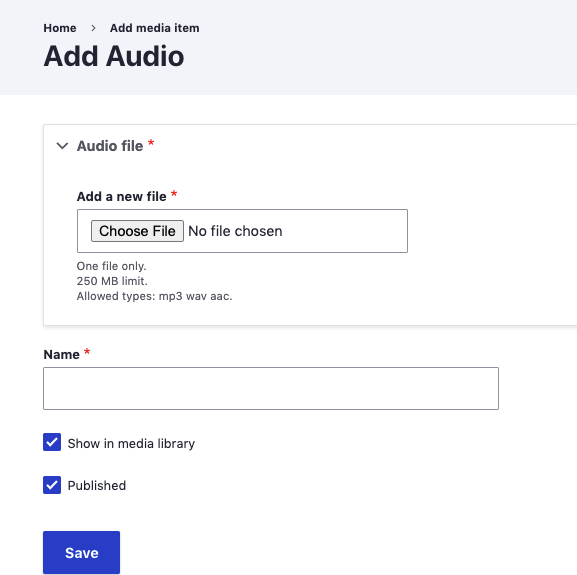 Home > Add media item
Add Audio
Audio file *
Add a new file *
Choose File No file chosen
One file only.
250 MB limit.
Allowed types: mp3 wav aac.
Name *
Show in media library
Published
Save